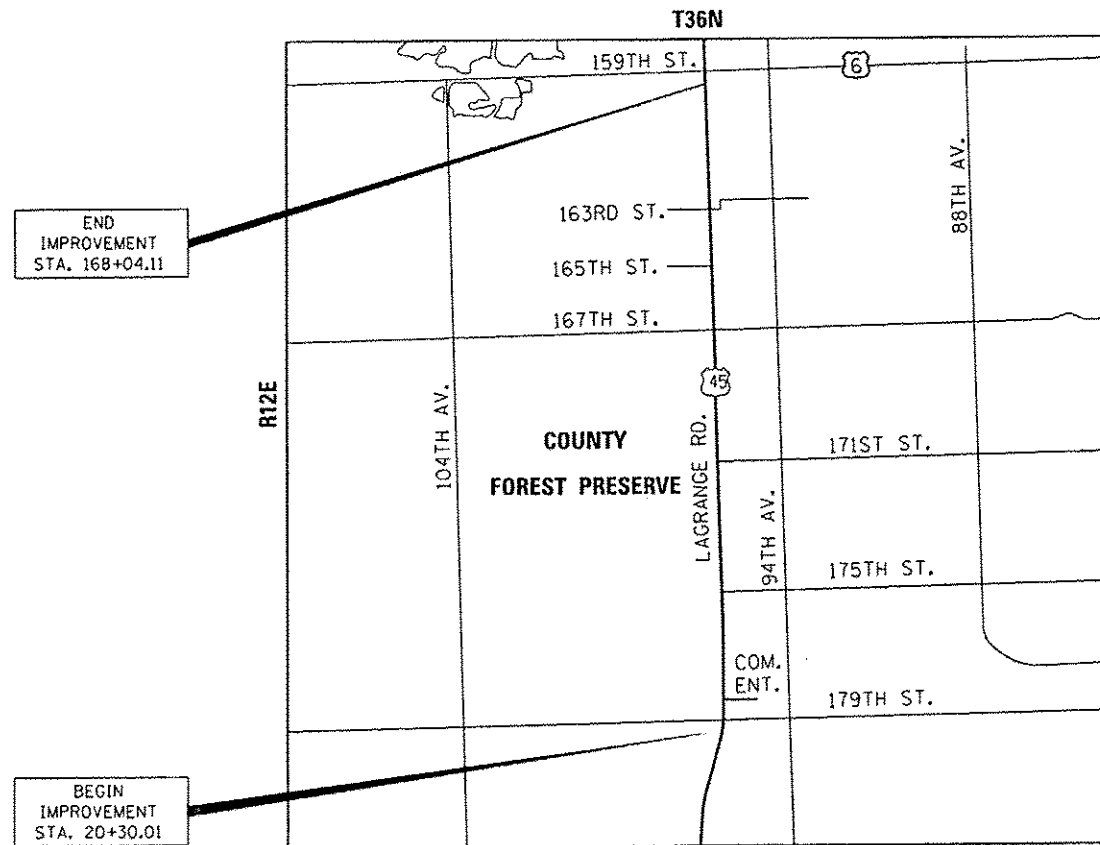 T36N
159TH ST.
6
88TH AV.
END
IMPROVEMENT
STA. 168+04.11
163RD ST.
165TH ST.
167TH ST.
45
R12E
104TH AV.
COUNTY
FOREST PRESERVE
LAGRANGE RD.
171ST ST.
94TH AV.
175TH ST.
COM.
ENT.
179TH ST.
BEGIN
IMPROVEMENT
STA. 20+30.01